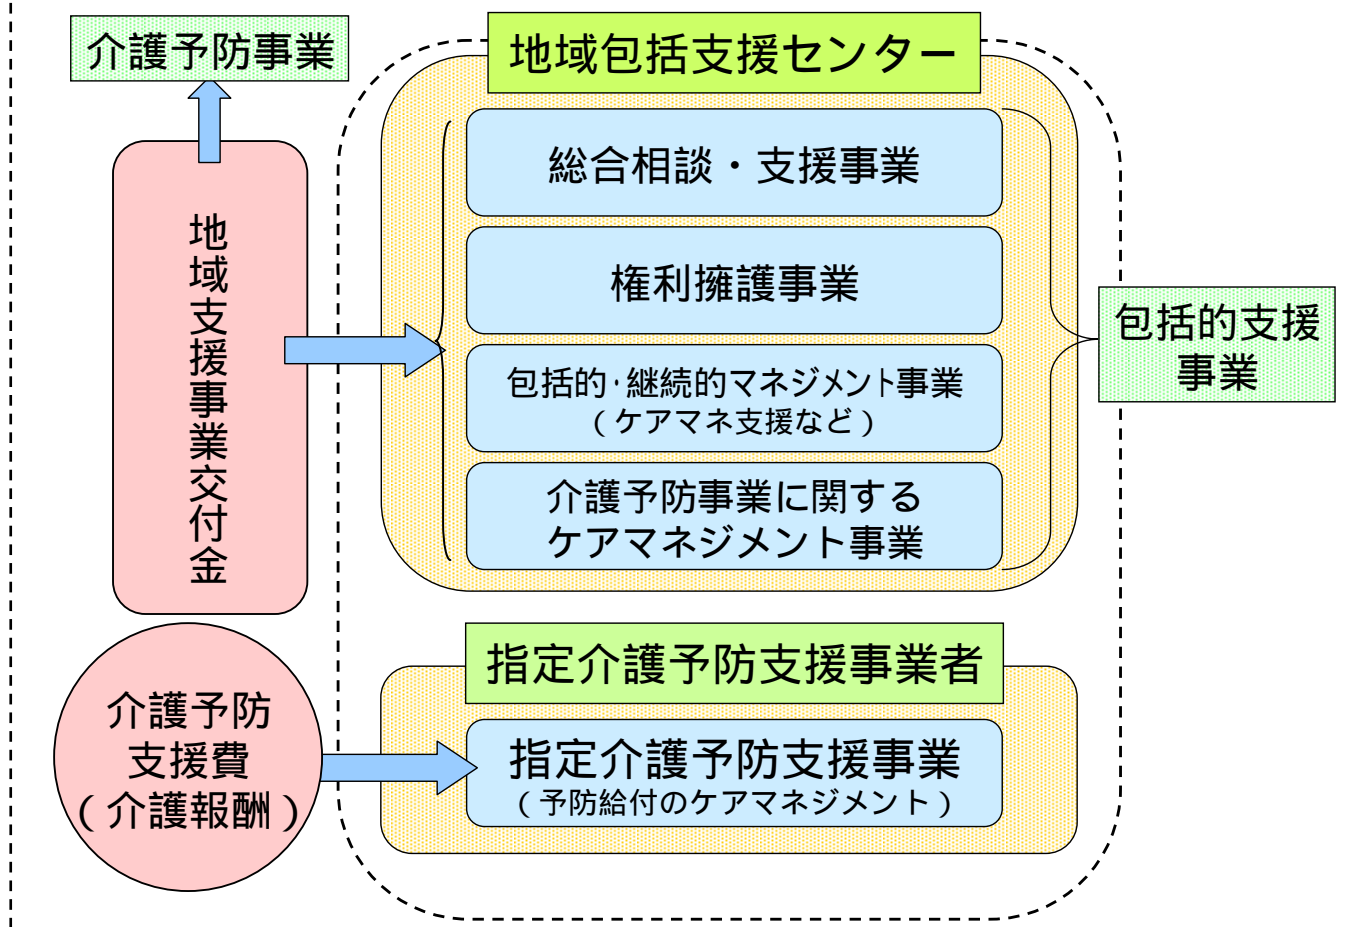 介護予防事業
地域支援事業交付金
介護予防
支援費
（介護報酬）
地域包括支援センター
総合相談・支援事業
権利擁護事業
包括的・継続的マネジメント事業
（ケアマネ支援など）
介護予防事業に関する
ケアマネジメント事業
包括的支援
事業
指定介護予防支援事業者
指定介護予防支援事業
（予防給付のケアマネジメント）